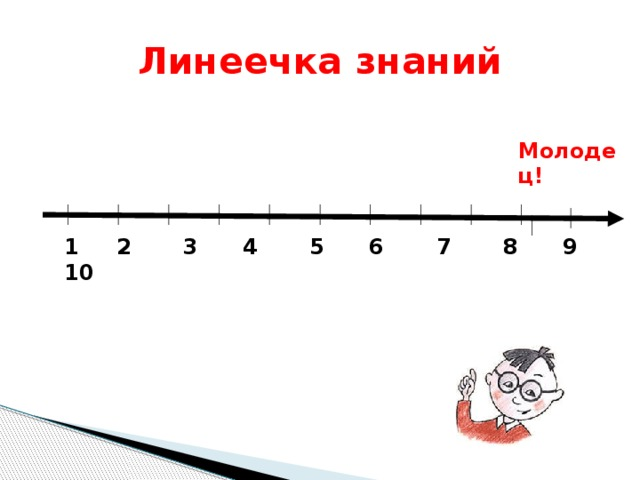 Линеечка знаний
Молоде
ц!
1 2 3 4 5 6 7 8 9
10